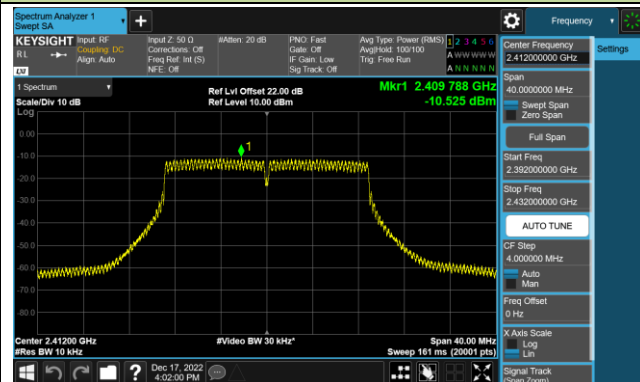 Spectrum Analyzer 1
Swept SA
Frequency
KEYSIGHT
Input: RF
Coupling: DC
Align: Auto
RL
LXI
Input Z: 50 Ω
Corrections: Off
Freq Ref: Int (S)
NFE: Off
#Atten: 20 dB
PNO: Fast
Gate: Off
IF Gain: Low
Sig Track: Off
Avg Type: Power (RMS)
Avg|Hold: 100/100
Trig: Free Run
1 2 3 4 5 6
A W W W W W
A N N N N N
1 Spectrum
Scale/Div 10 dB
Log
Ref Lvl Offset 22.00 dB
Ref Level 10.00 dBm
Mkr1 2.409 788 GHz
-10.525 dBm
0.00
-10.0
-20.0
-30.0
-40.0
-50.0
-60.0
-70.0
-80.0
1
Center 2.41200 GHz
#Res BW 10 kHz
#Video BW 30 kHz*
Span 40.00 MHz
Sweep 161 ms (20001 pts)
Dec 17, 2022
4:02:00 PM
Center Frequency
2.412000000 GHz
Span
40.0000000 MHz
Swept Span
Zero Span
Full Span
Start Freq
2.392000000 GHz
Stop Freq
2.432000000 GHz
AUTO TUNE
CF Step
4.000000 MHz
Auto
Man
Freq Offset
0 Hz
X Axis Scale
Log
Lin
Signal Track
(Span Zoom)
Settings